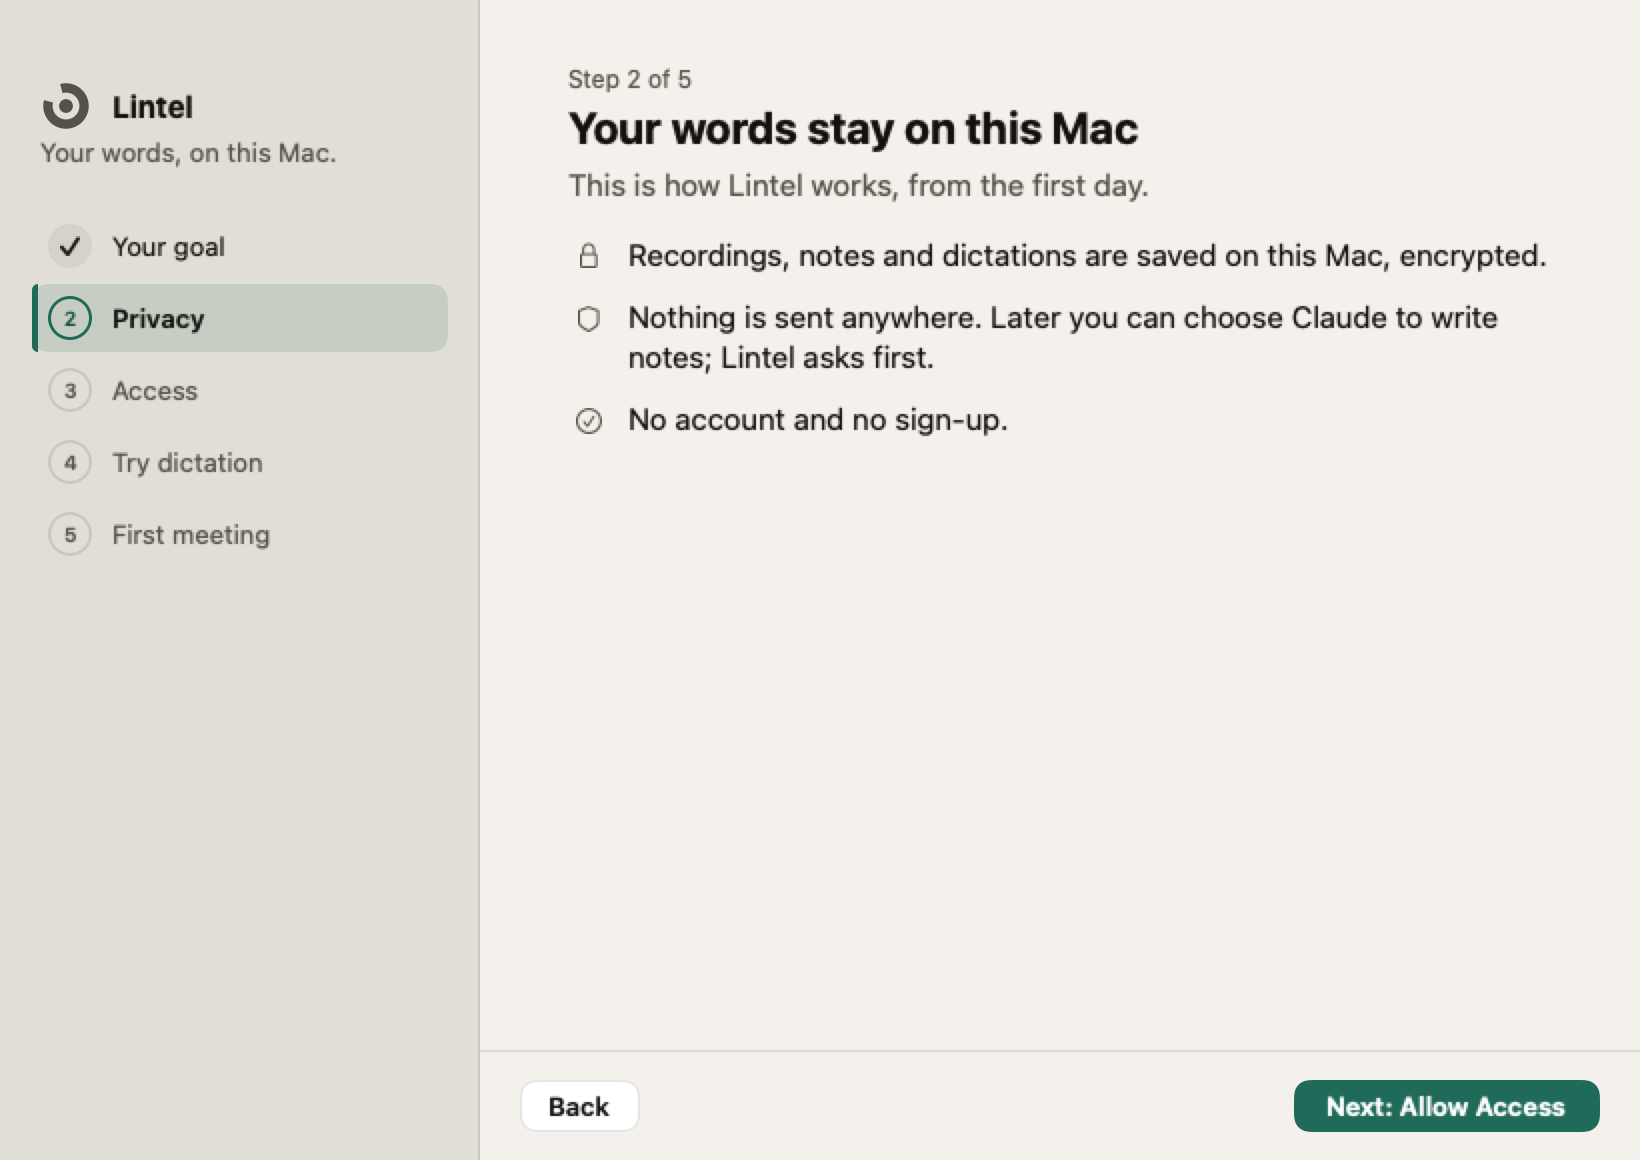 Lintel
Your words, on this Mac.
Your goal
2 Privacy
3 Access
4 Try dictation
5 First meeting
Step 2 of 5
Your words stay on this Mac
This is how Lintel works, from the first day.
Recordings, notes and dictations are saved on this Mac, encrypted.
Nothing is sent anywhere. Later you can choose Claude to write
notes; Lintel asks first.
No account and no sign-up.
Back
Next: Allow Access